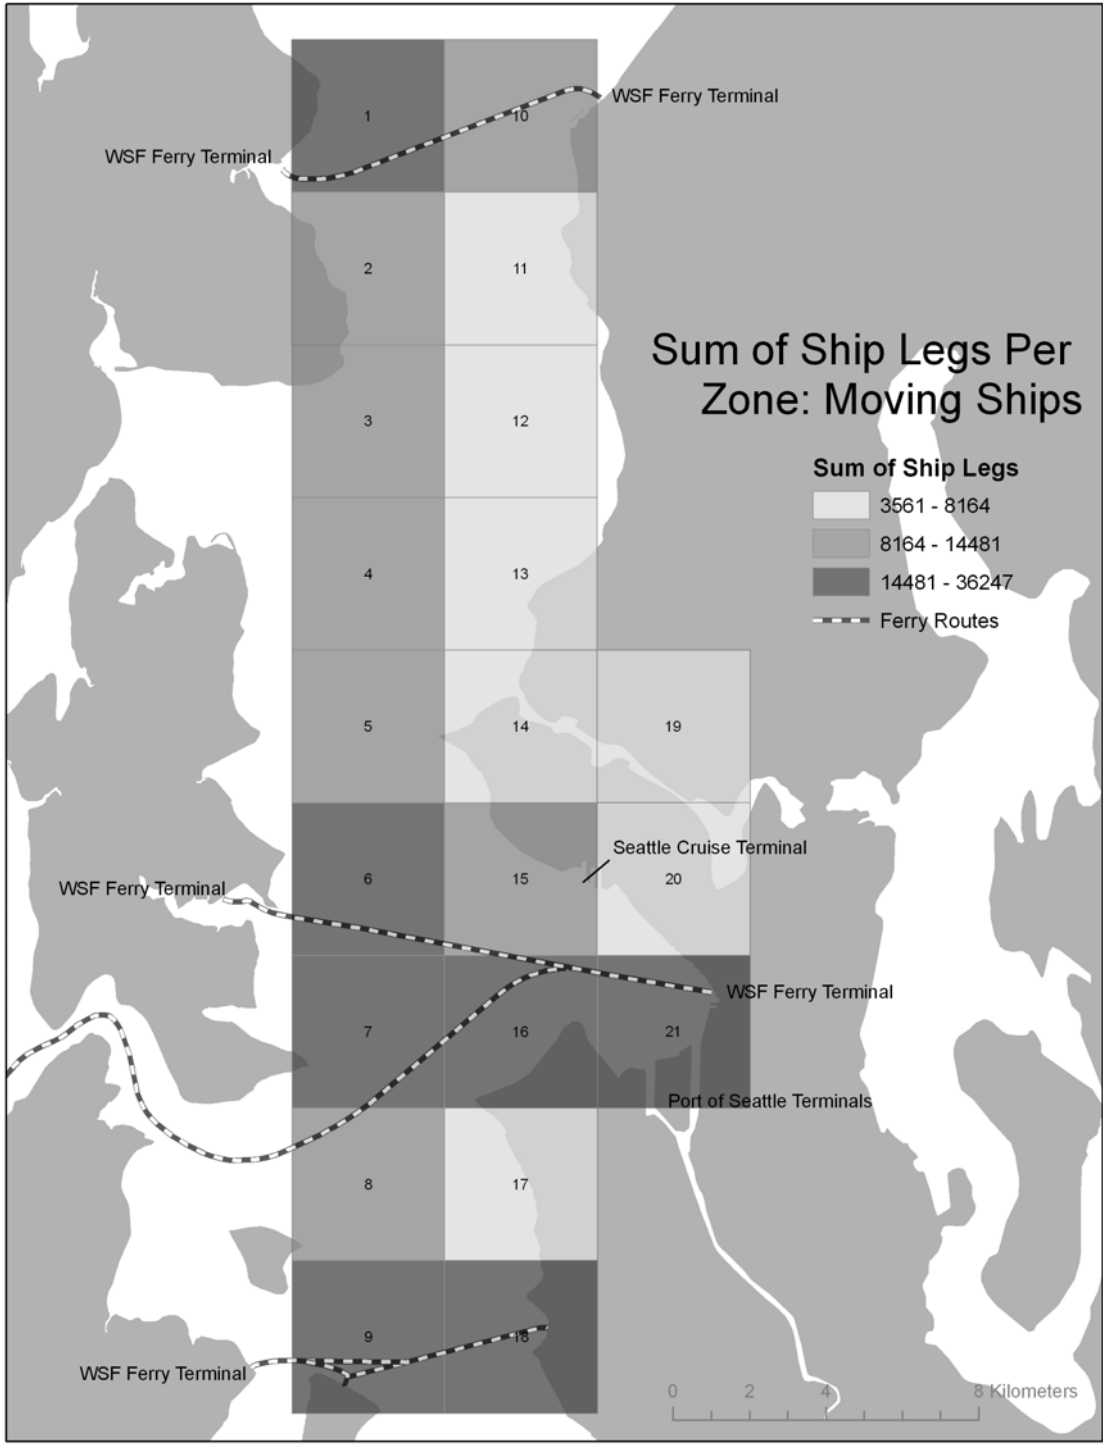 WSF Ferry Terminal
1
10
WSF Ferry Terminal
2
11
Sum of Ship Legs Per
Zone: Moving Ships
3
12
Sum of Ship Legs
3561 - 8164
8164 - 14481
14481 - 36247
Ferry Routes
4
13
5
14
19
Seattle Cruise Terminal
WSF Ferry Terminal
6
15
20
WSF Ferry Terminal
7
16
21
Port of Seattle Terminals
8
17
9
18
WSF Ferry Terminal
0 2 4 8 Kilometers